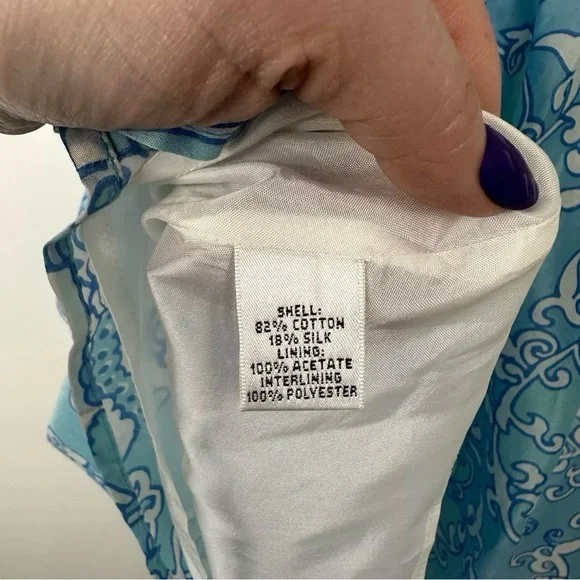 SHELL:
82% COTTON
18% SILK
LINING:
100% ACETATE
INTERLINING
100% POLYESTER